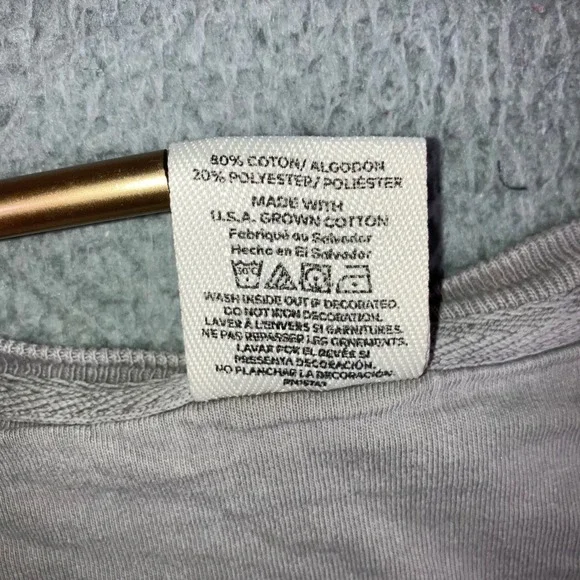 80% COTON/ ALGODON
20% POLYESTER/ POLIÉSTER
MADE WITH
U.S.A. GROWN COTTON
Fabriqué au Salvador
Hecho en El Salvador
30°C
WASH INSIDE OUT IF DECORATED.
DO NOT IRON DECORATION.
LAVER À L'ENVERS SI GARNITURES.
NE PAS REPASSER LES ORNEMENTS.
LAVAR POR EL REVÉS SI
PRESENTA DECORACIÓN.
NO PLANCHAR LA DECORACIÓN.